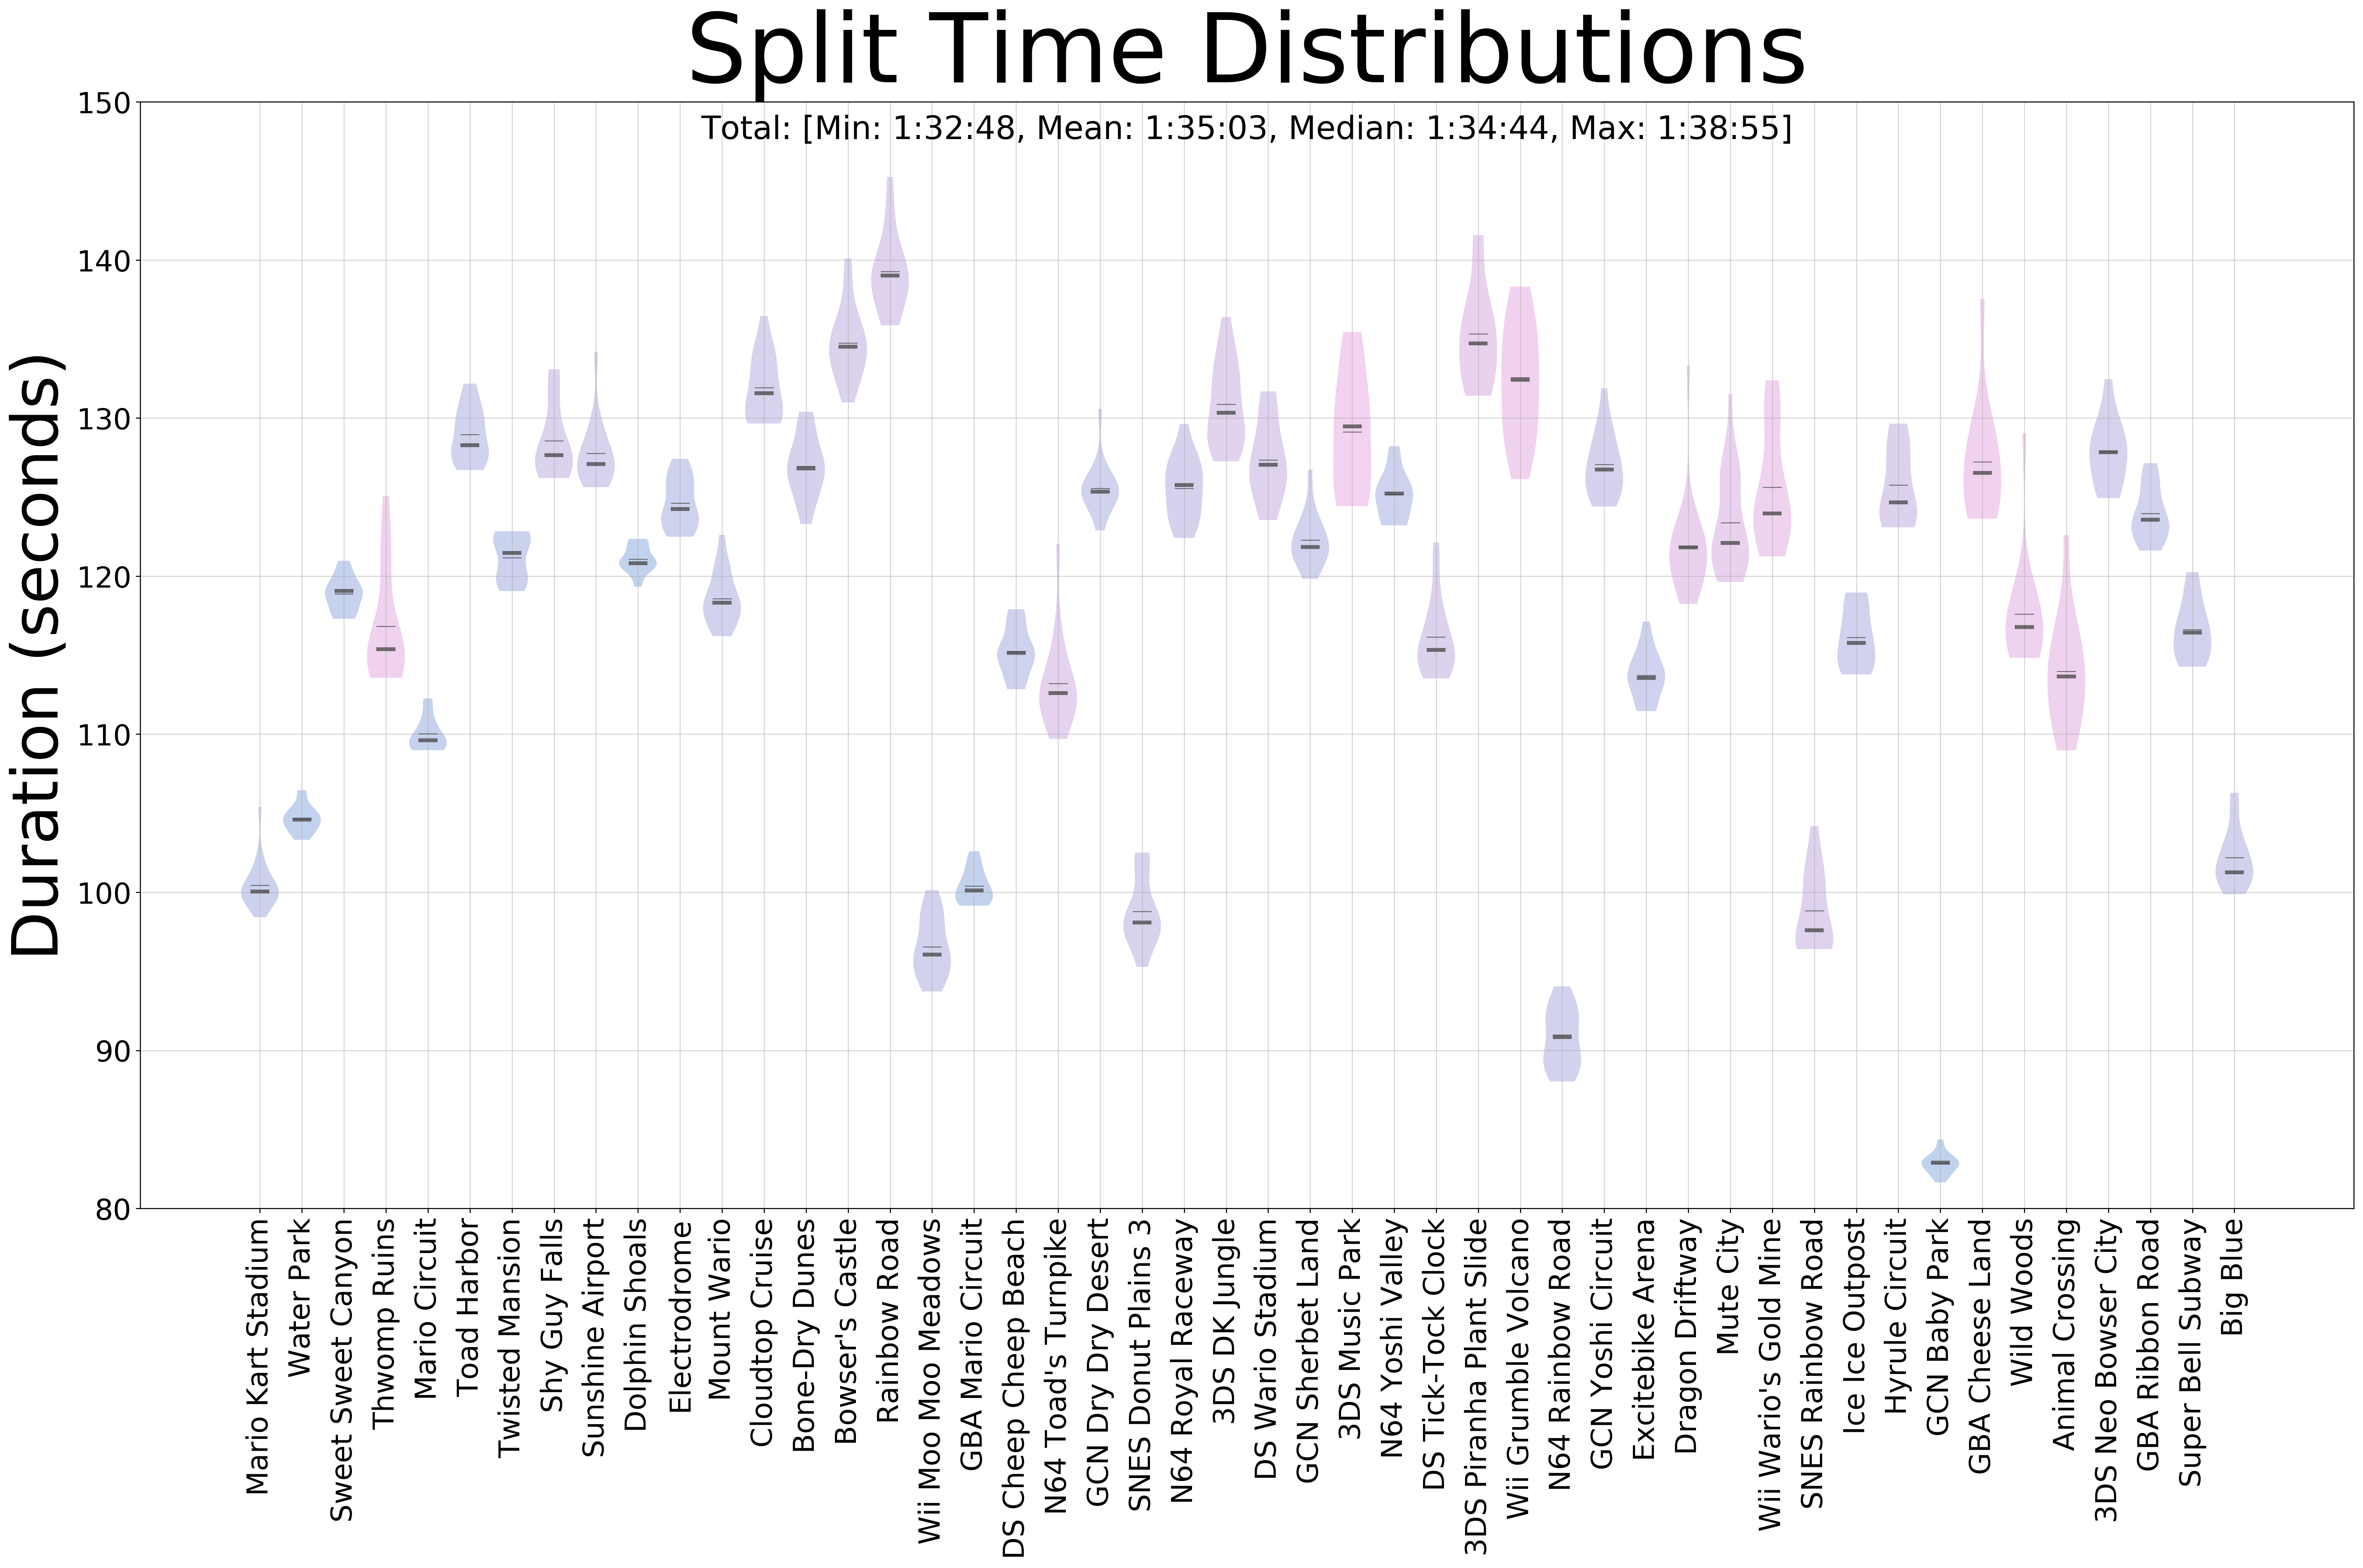 Split Time Distributions
Total: [Min: 1:32:48, Mean: 1:35:03, Median: 1:34:44, Max: 1:38:55]
Duration (seconds)
150
140
130
120
110
100
90
80
Mario Kart Stadium
Water Park
Sweet Sweet Canyon
Thwomp Ruins
Mario Circuit
Toad Harbor
Twisted Mansion
Shy Guy Falls
Sunshine Airport
Dolphin Shoals
Electrodrome
Mount Wario
Cloudtop Cruise
Bone-Dry Dunes
Bowser's Castle
Rainbow Road
Wii Moo Moo Meadows
GBA Mario Circuit
DS Cheep Cheep Beach
N64 Toad's Turnpike
GCN Dry Dry Desert
SNES Donut Plains 3
N64 Royal Raceway
3DS DK Jungle
DS Wario Stadium
GCN Sherbet Land
3DS Music Park
N64 Yoshi Valley
DS Tick-Tock Clock
3DS Piranha Plant Slide
Wii Grumble Volcano
N64 Rainbow Road
GCN Yoshi Circuit
Excitebike Arena
Dragon Driftway
Mute City
Wii Wario's Gold Mine
SNES Rainbow Road
Ice Ice Outpost
Hyrule Circuit
GCN Baby Park
GBA Cheese Land
Wild Woods
Animal Crossing
3DS Neo Bowser City
GBA Ribbon Road
Super Bell Subway
Big Blue